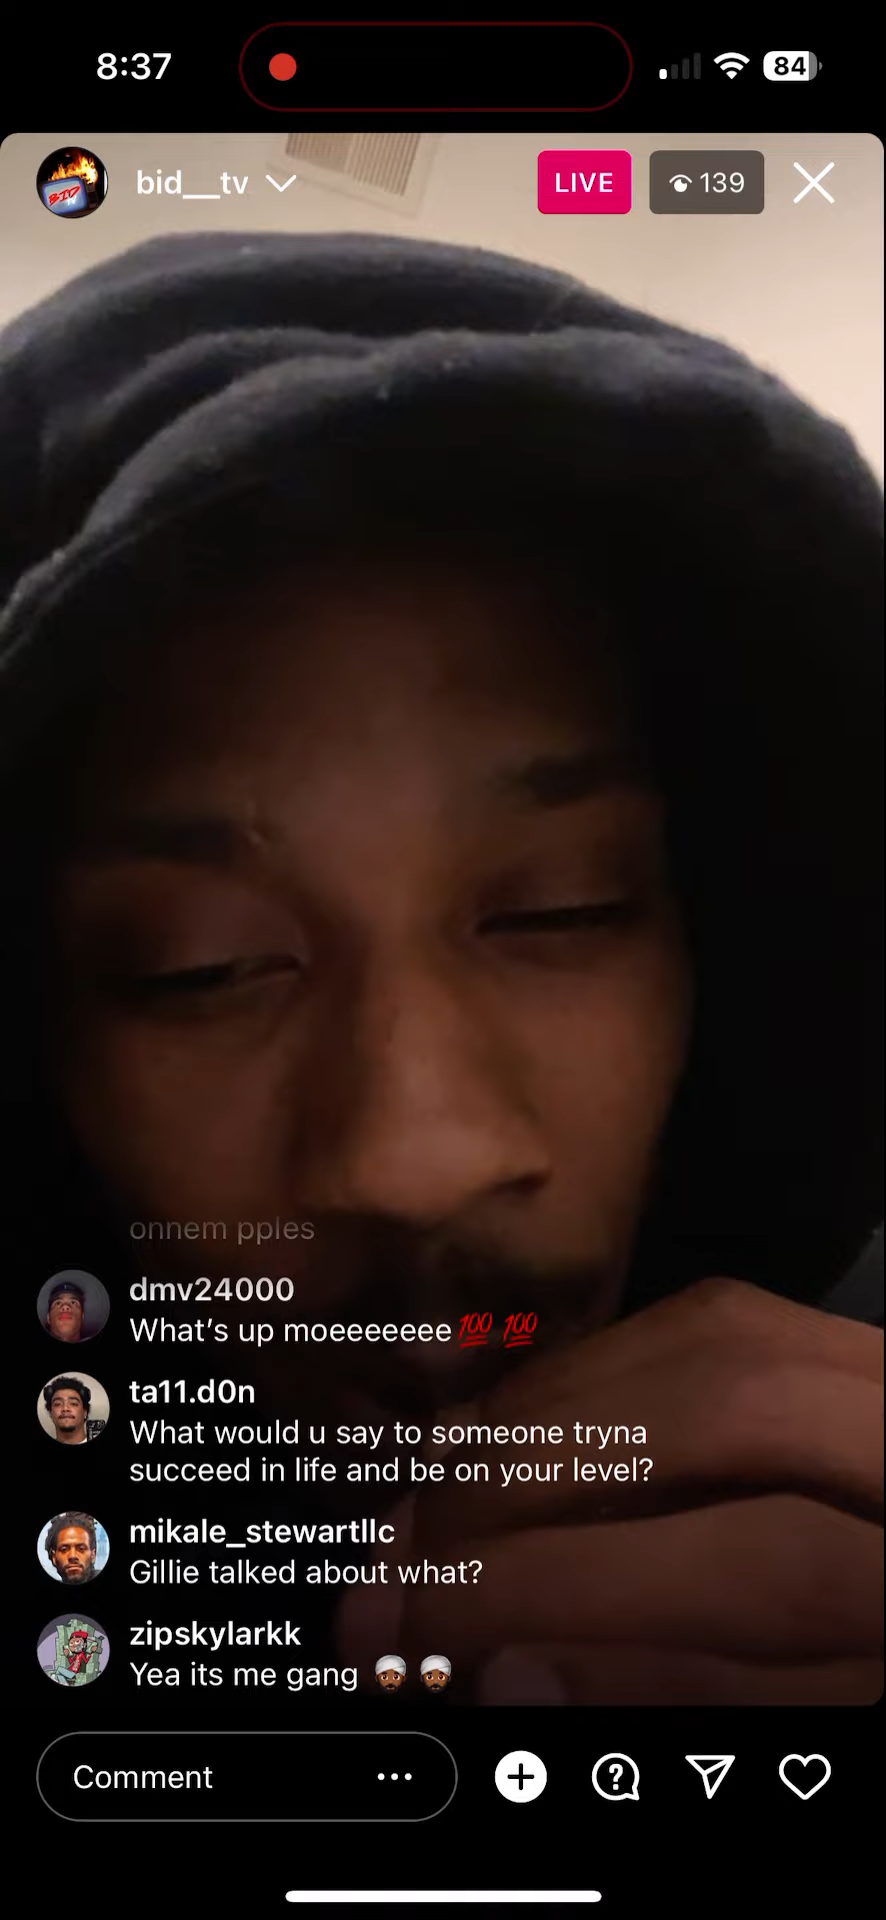 8:37
84
bid__tv
LIVE
139
BID
onnem pples
dmv24000
What's up moeeeeeee💯 💯
ta11.d0n
What would u say to someone tryna
succeed in life and be on your level?
mikale_stewartllc
Gillie talked about what?
zipskylarkk
Yea its me gang 👳🏾‍♂️ 👳🏾‍♂️
Comment